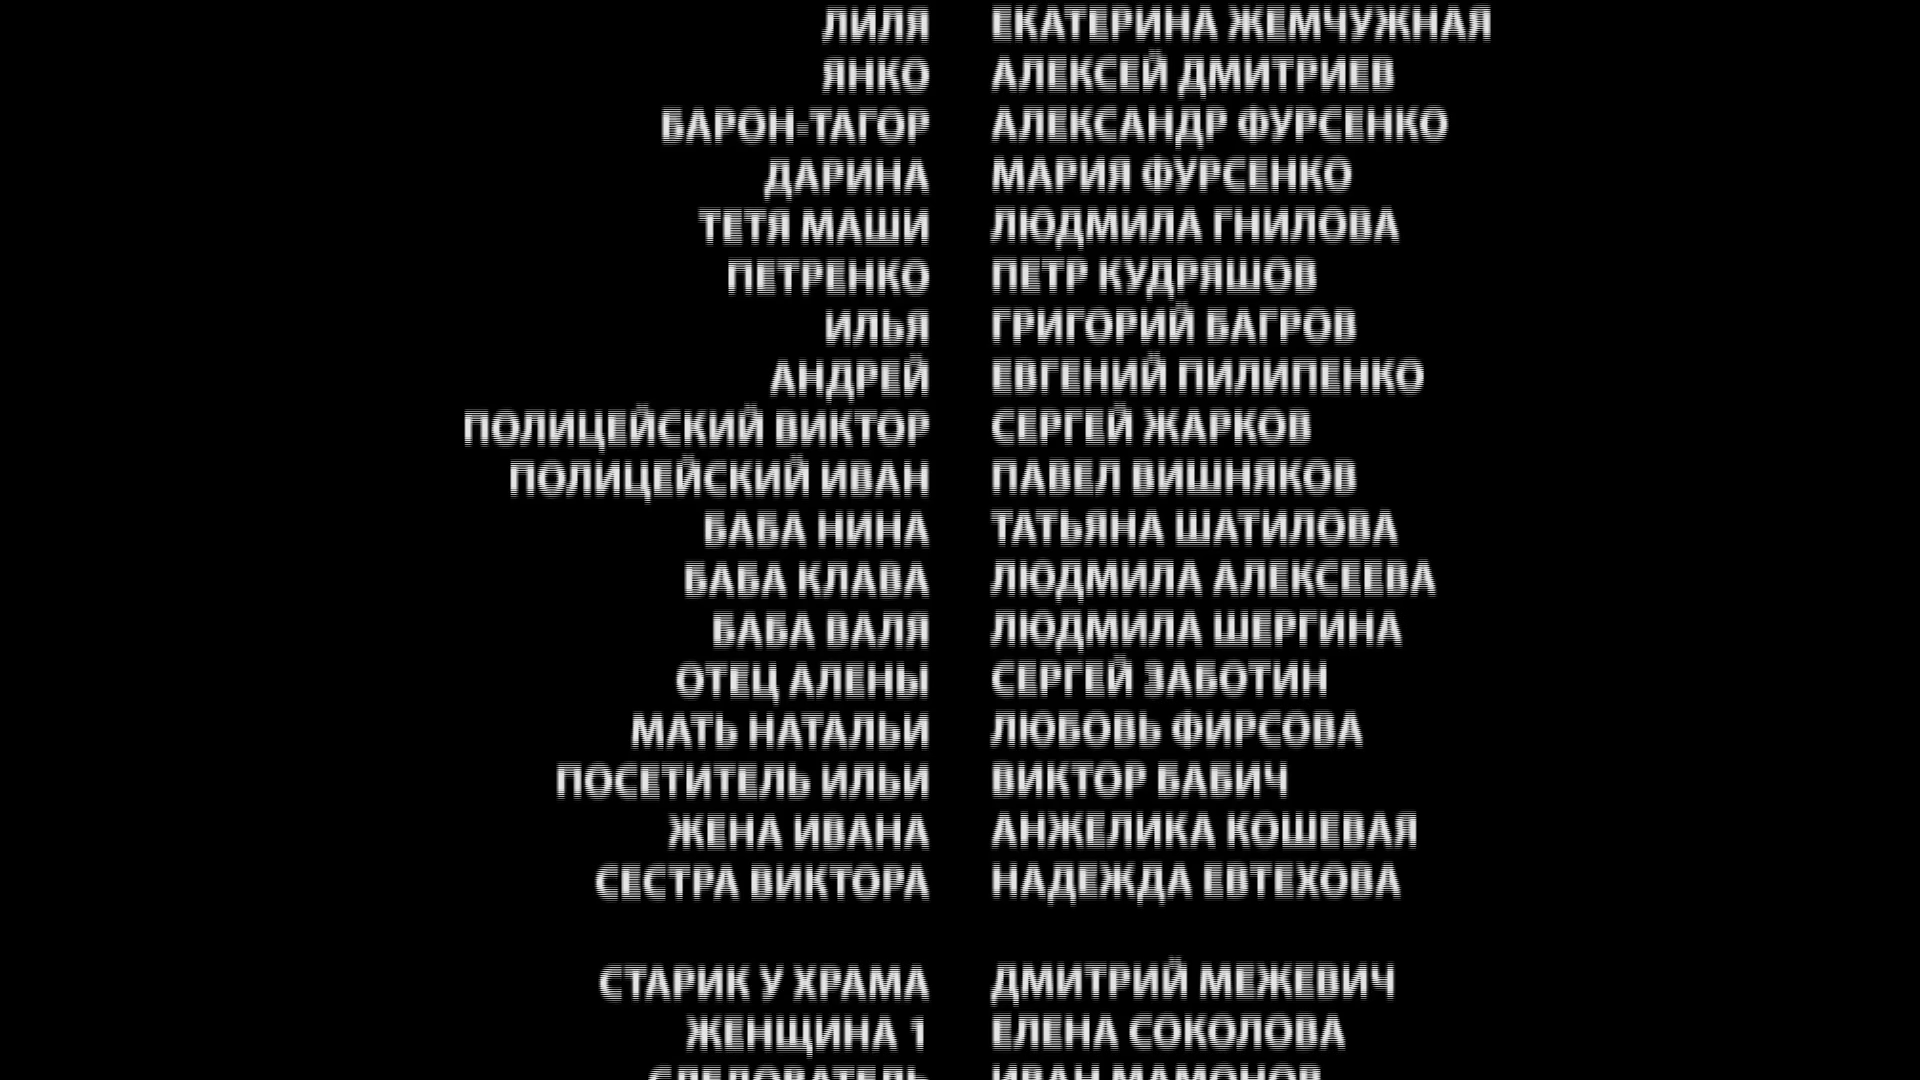 ЛИЛЯ ЕКАТЕРИНА ЖЕМЧУЖНАЯ
ЯНКО АЛЕКСЕЙ ДМИТРИЕВ
БАРОН-ТАГОР АЛЕКСАНДР ФУРСЕНКО
ДАРИНА МАРИЯ ФУРСЕНКО
ТЕТЯ МАШИ ЛЮДМИЛА ГНИЛОВА
ПЕТРЕНКО ПЕТР КУДРЯШОВ
ИЛЬЯ ГРИГОРИЙ БАГРОВ
АНДРЕЙ ЕВГЕНИЙ ПИЛИПЕНКО
ПОЛИЦЕЙСКИЙ ВИКТОР СЕРГЕЙ ЖАРКОВ
ПОЛИЦЕЙСКИЙ ИВАН ПАВЕЛ ВИШНЯКОВ
БАБА НИНА ТАТЬЯНА ШАТИЛОВА
БАБА КЛАВА ЛЮДМИЛА АЛЕКСЕЕВА
БАБА ВАЛЯ ЛЮДМИЛА ШЕРГИНА
ОТЕЦ АЛЕНЫ СЕРГЕЙ ЗАБОТИН
МАТЬ НАТАЛЬИ ЛЮБОВЬ ФИРСОВА
ПОСЕТИТЕЛЬ ИЛЬИ ВИКТОР БАБИЧ
ЖЕНА ИВАНА АНЖЕЛИКА КОШЕВАЯ
СЕСТРА ВИКТОРА НАДЕЖДА ЕВТЕХОВА
СТАРИК У ХРАМА ДМИТРИЙ МЕЖЕВИЧ
ЖЕНЩИНА 1 ЕЛЕНА СОКОЛОВА
СЛЕДОВАТЕЛЬ ИВАН МАМОНОВ